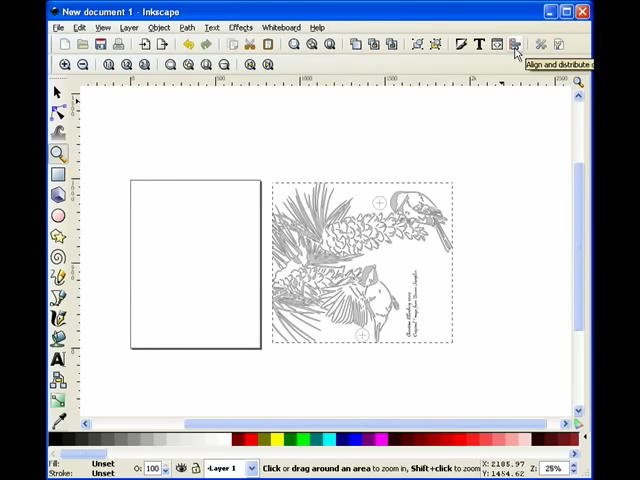 New document 1 - Inkscape
File Edit View Layer Object Path Text Effects Whiteboard Help
Align and distribute o
Fill: Unset
Stroke: Unset
O: 100
Layer 1
Click or drag around an area to zoom in, Shift+click to zoom
X: 2185.97
Y: 1484.62
Z: 25%